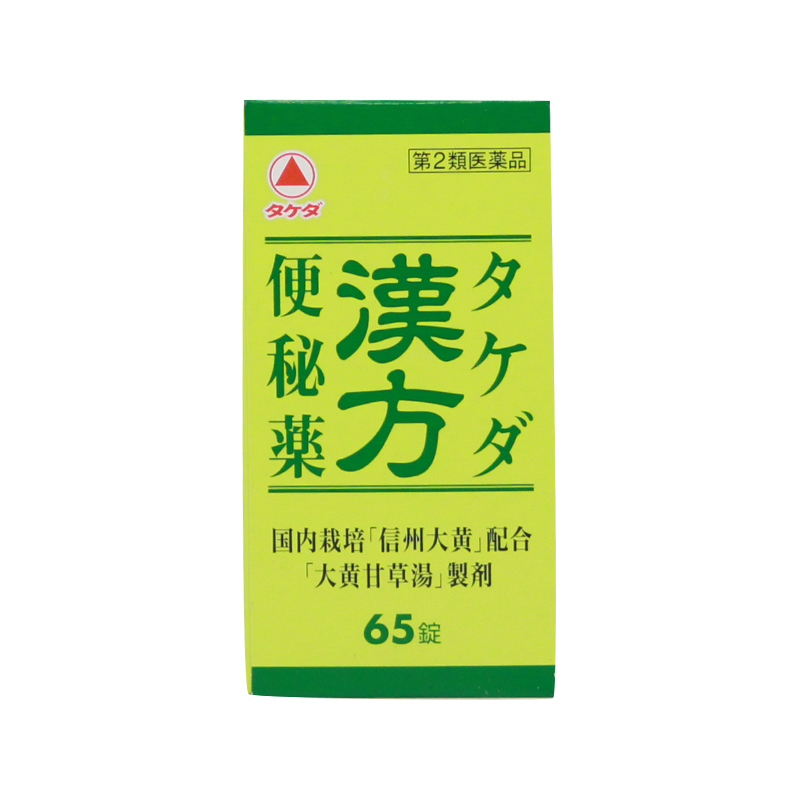 第2類医薬品
タケダ
タケダ
漢方
便秘薬
国内栽培「信州大黄」配合
「大黄甘草湯」製剤
65錠